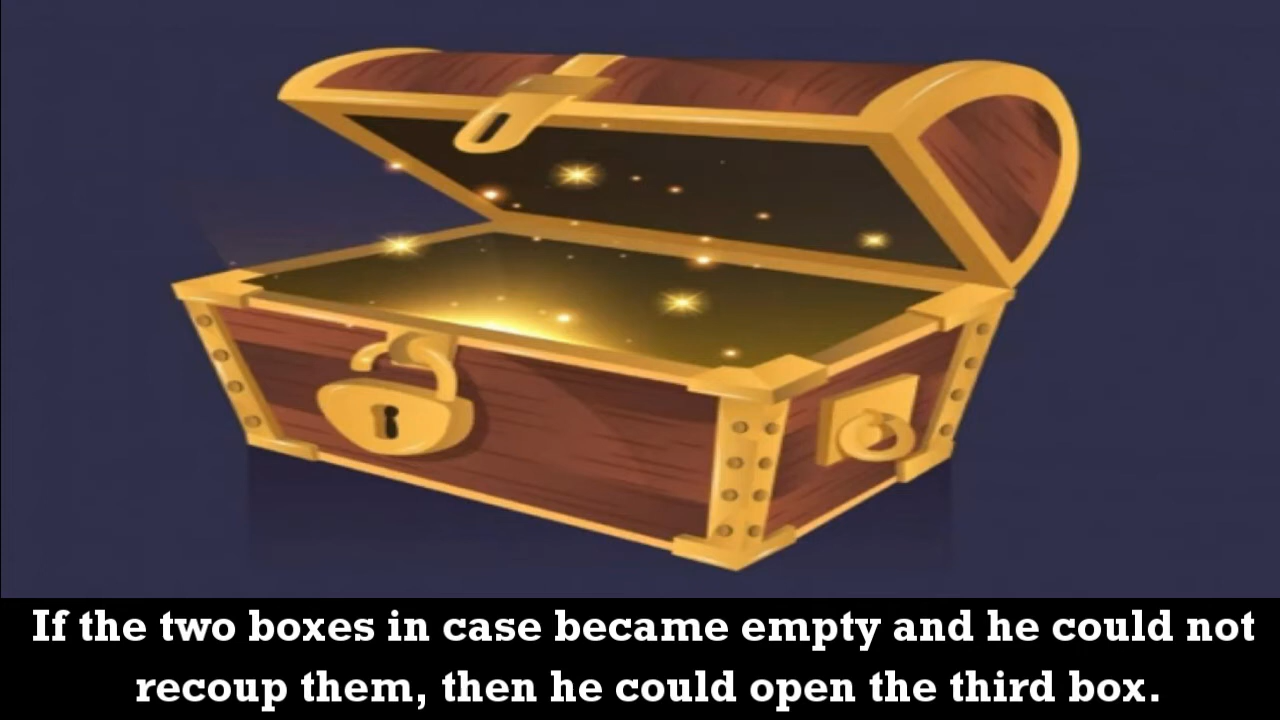 If the two boxes in case became empty and he could not
recoup them, then he could open the third box.